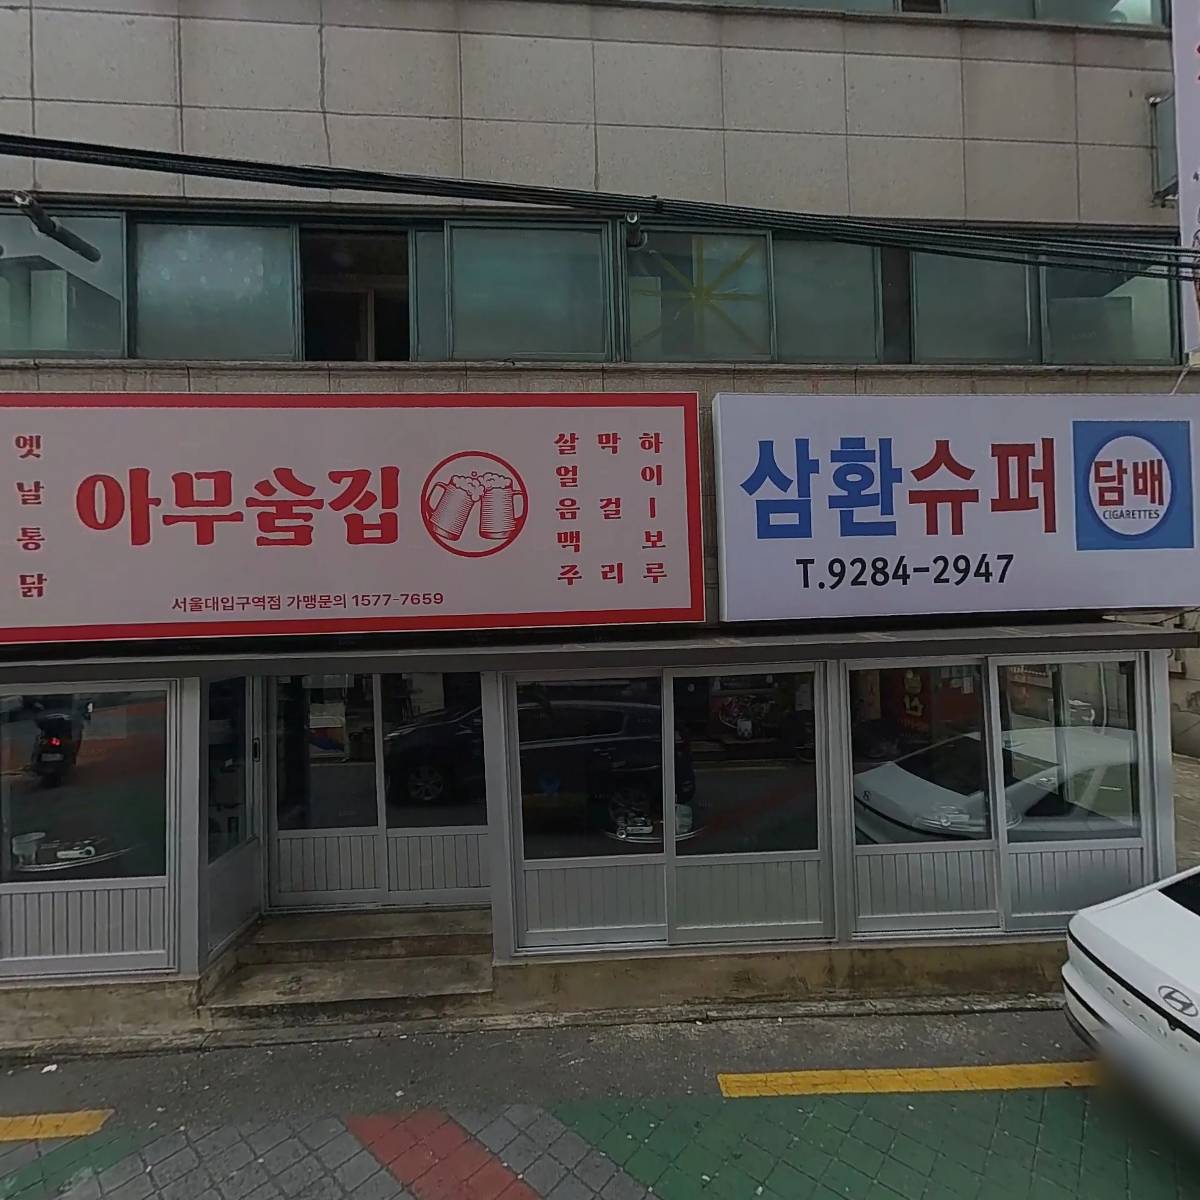 옛날통닭
아무술집
살얼음맥주
막걸리
하이볼루
서울대입구역점 가맹문의 1577-7659
삼환슈퍼
담배
CIGARETTES
T.9284-2947